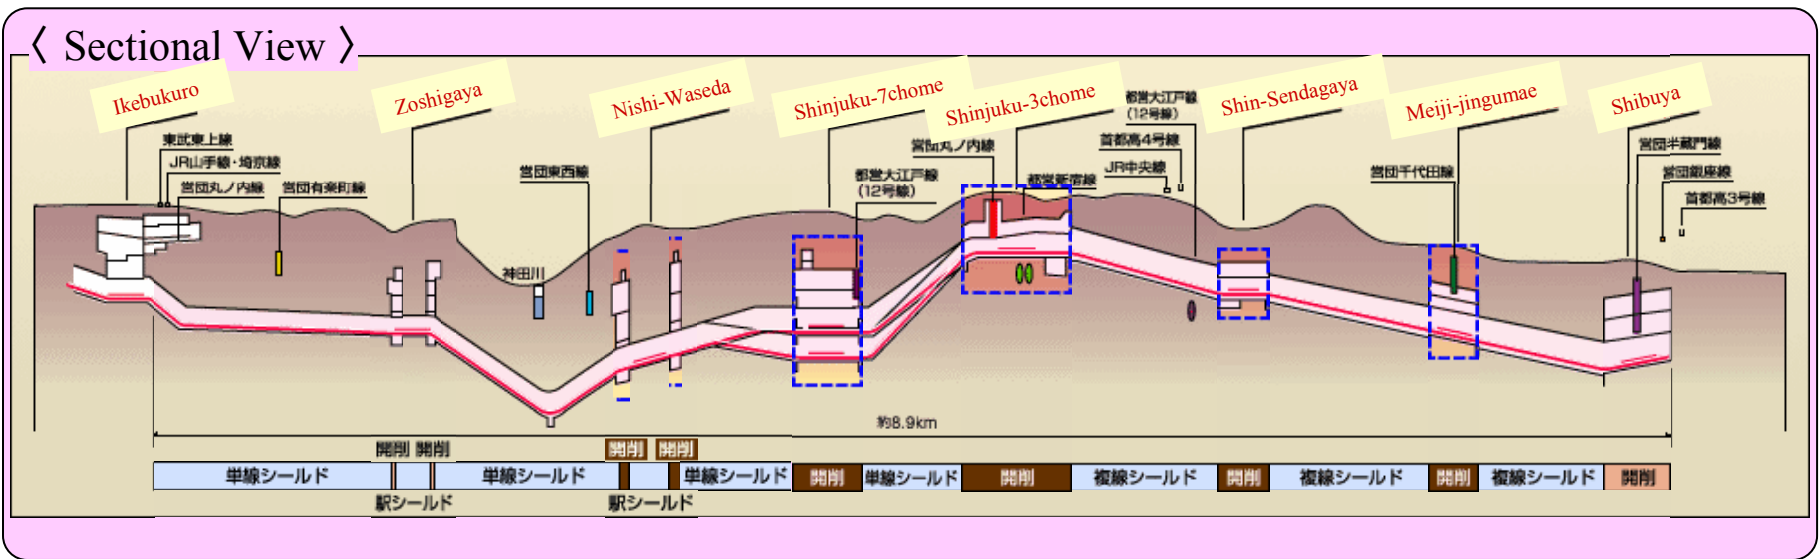 〈 Sectional View 〉
Ikebukuro
Zoshigaya
Nishi-Waseda
Shinjuku-7chome
Shinjuku-3chome
Shin-Sendagaya
Meiji-jingumae
Shibuya
東武東上線
JR山手線・埼京線
営団丸ノ内線
営団有楽町線
神田川
営団東西線
都営大江戸線
(12号線)
営団丸ノ内線
都営新宿線
都営大江戸線
(12号線)
首都高4号線
JR中央線
営団千代田線
営団半蔵門線
営団銀座線
首都高3号線
約8.9km
開削 開削 開削 開削
単線シールド 単線シールド 単線シールド 開削 単線シールド 開削 複線シールド 開削 複線シールド 開削 複線シールド 開削
駅シールド 駅シールド